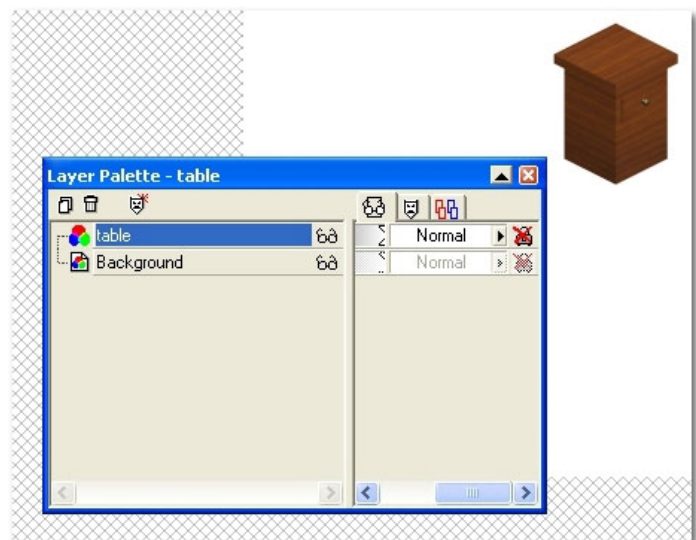 Layer Palette - table
table
Normal
Background
Normal